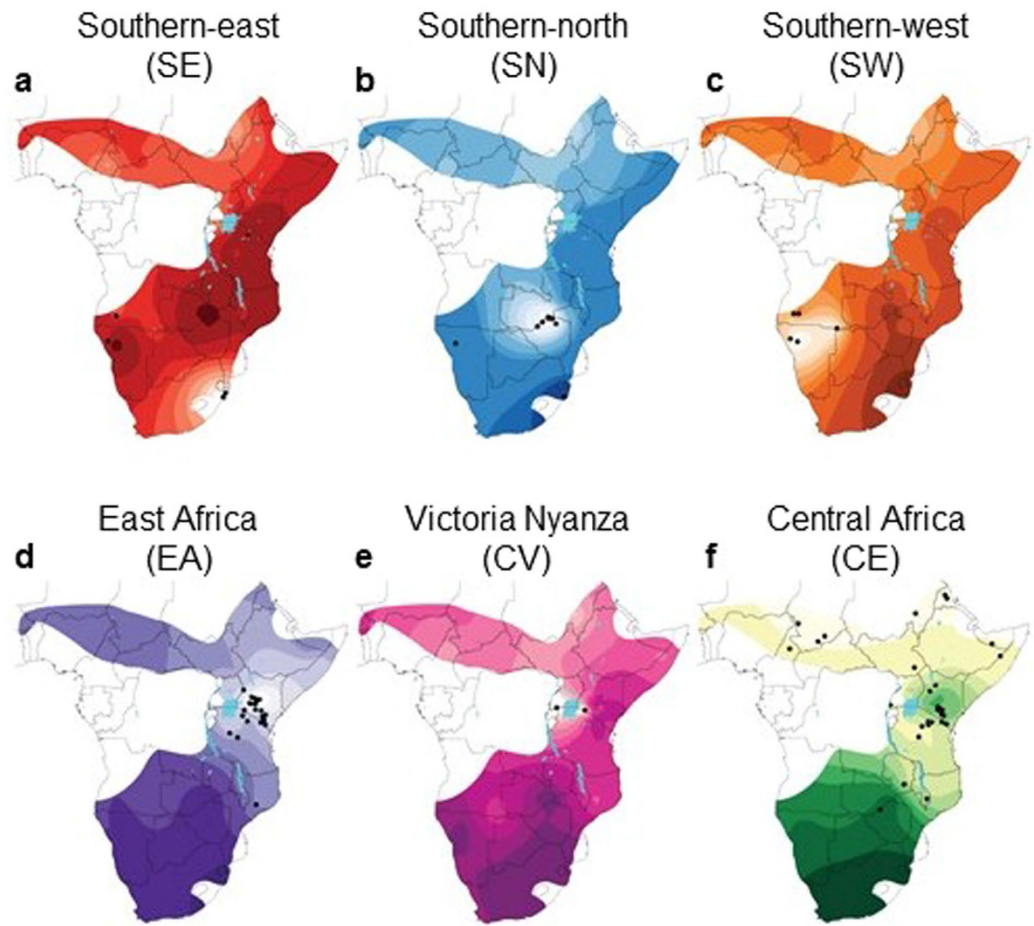 Southern-east
(SE)
Southern-north
(SN)
Southern-west
(SW)
a
b
c
East Africa
(EA)
Victoria Nyanza
(CV)
Central Africa
(CE)
d
e
f